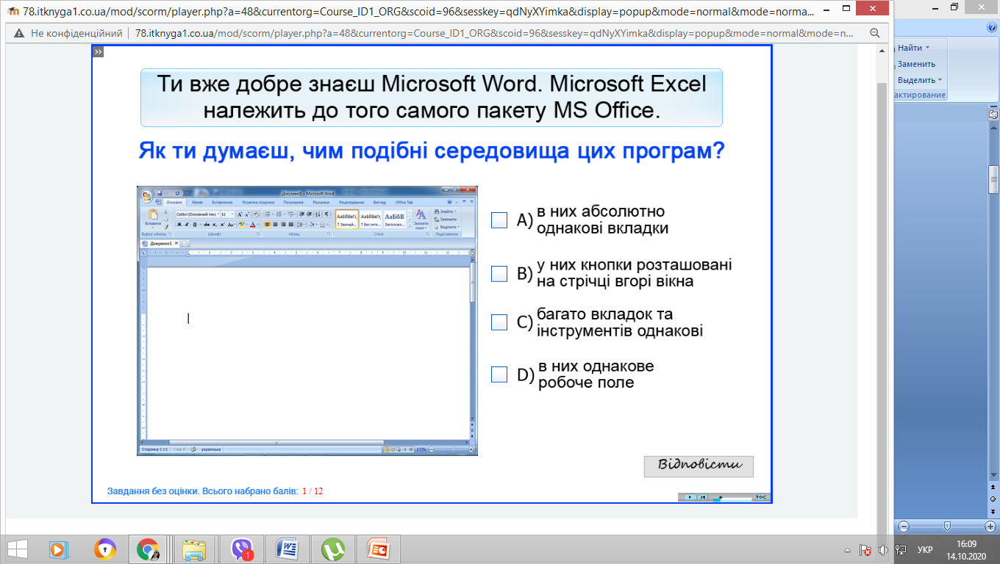 78.itknyga1.co.ua/mod/scorm/player.php?a=48&currentorg=Course_ID1_ORG&scoid=96&sesskey=qdNyXYimka&display=popup&mode=normal&mode=norma...
Не конфіденційний
78.itknyga1.co.ua/mod/scorm/player.php?a=48&currentorg=Course_ID1_ORG&scoid=96&sesskey=qdNyXYimka&display=popup&mode=normal&mode=n...
Найти
Заменить
Выделить
актирование
Ти вже добре знаєш Microsoft Word. Microsoft Excel
належить до того самого пакету MS Office.
Як ти думаєш, чим подібні середовища цих програм?
Документ1 - Microsoft Word
Основне Меню Вставлення Розмітка сторінки Посилання Розсилки Рецензування Вигляд Office Tab
Вставити
Calibri (Основний текс 11
АаБбВвГг, АаБбВвГг, АаБбВ
¶ Звичай... ¶ Без інте... Заголово...
Змінити
стилі
Знайти
Замінити
Виділити
Буфер обміну Шрифт Абзац Стилі Редагування
Документ1
Сторінка: 1 з 1 Слів: 0 українська 172%
A) в них абсолютно
однакові вкладки
B) у них кнопки розташовані
на стрічці вгорі вікна
C) багато вкладок та
інструментів однакові
D) в них однакове
робоче поле
Відповісти
Завдання без оцінки. Всього набрано балів: 1 / 12
TOC
1
УКР
16:09
14.10.2020